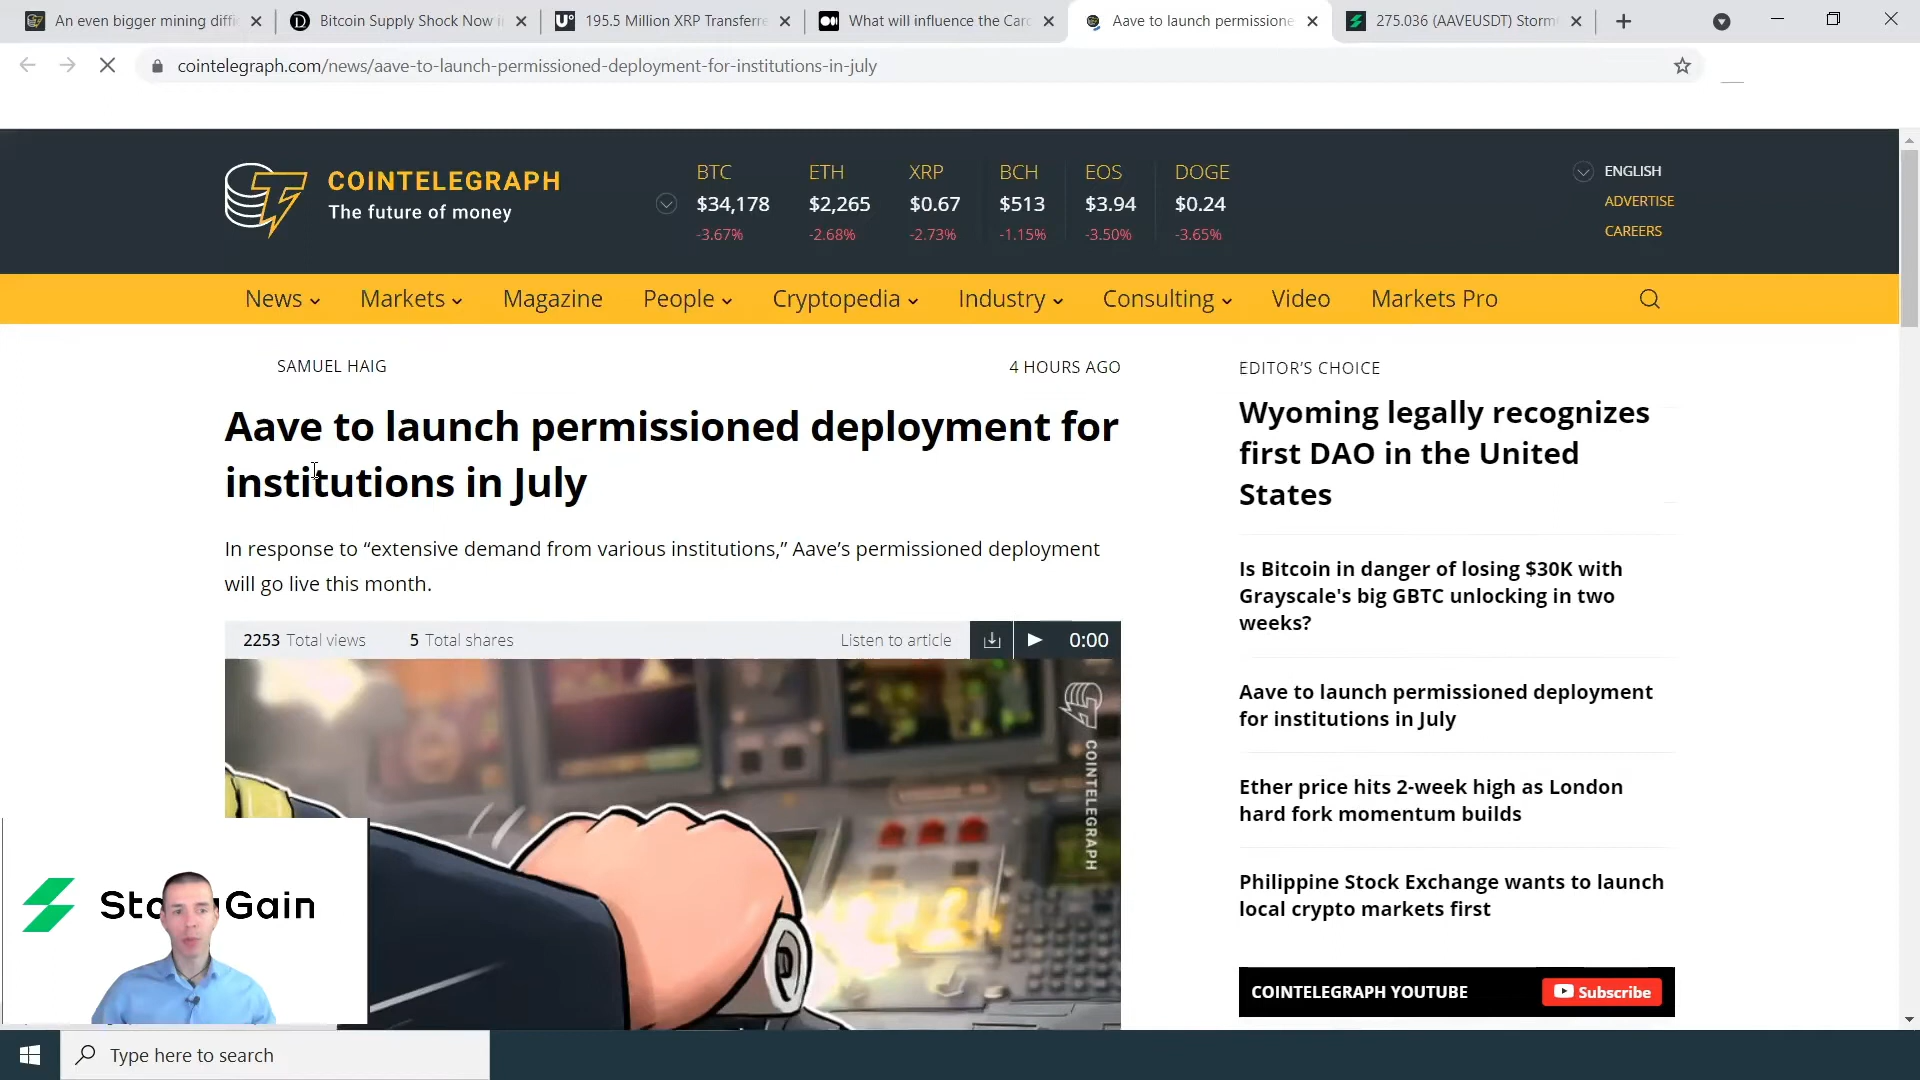 An even bigger mining diffi
Bitcoin Supply Shock Now i
195.5 Million XRP Transferre
What will influence the Card
Aave to launch permissione
275.036 (AAVEUSDT) Storm
cointelegraph.com/news/aave-to-launch-permissioned-deployment-for-institutions-in-july
COINTELEGRAPH
The future of money
BTC ETH XRP BCH EOS DOGE
$34,178 $2,265 $0.67 $513 $3.94 $0.24
-3.67% -2.68% -2.73% -1.15% -3.50% -3.65%
ENGLISH
ADVERTISE
CAREERS
News Markets Magazine People Cryptopedia Industry Consulting Video Markets Pro
SAMUEL HAIG 4 HOURS AGO
Aave to launch permissioned deployment for
institutions in July
In response to “extensive demand from various institutions,” Aave’s permissioned deployment
will go live this month.
2253 Total views 5 Total shares Listen to article 0:00
COINTELEGRAPH
EDITOR’S CHOICE
Wyoming legally recognizes
first DAO in the United
States
Is Bitcoin in danger of losing $30K with
Grayscale's big GBTC unlocking in two
weeks?
Aave to launch permissioned deployment
for institutions in July
Ether price hits 2-week high as London
hard fork momentum builds
Philippine Stock Exchange wants to launch
local crypto markets first
COINTELEGRAPH YOUTUBE Subscribe
Gain
Type here to search